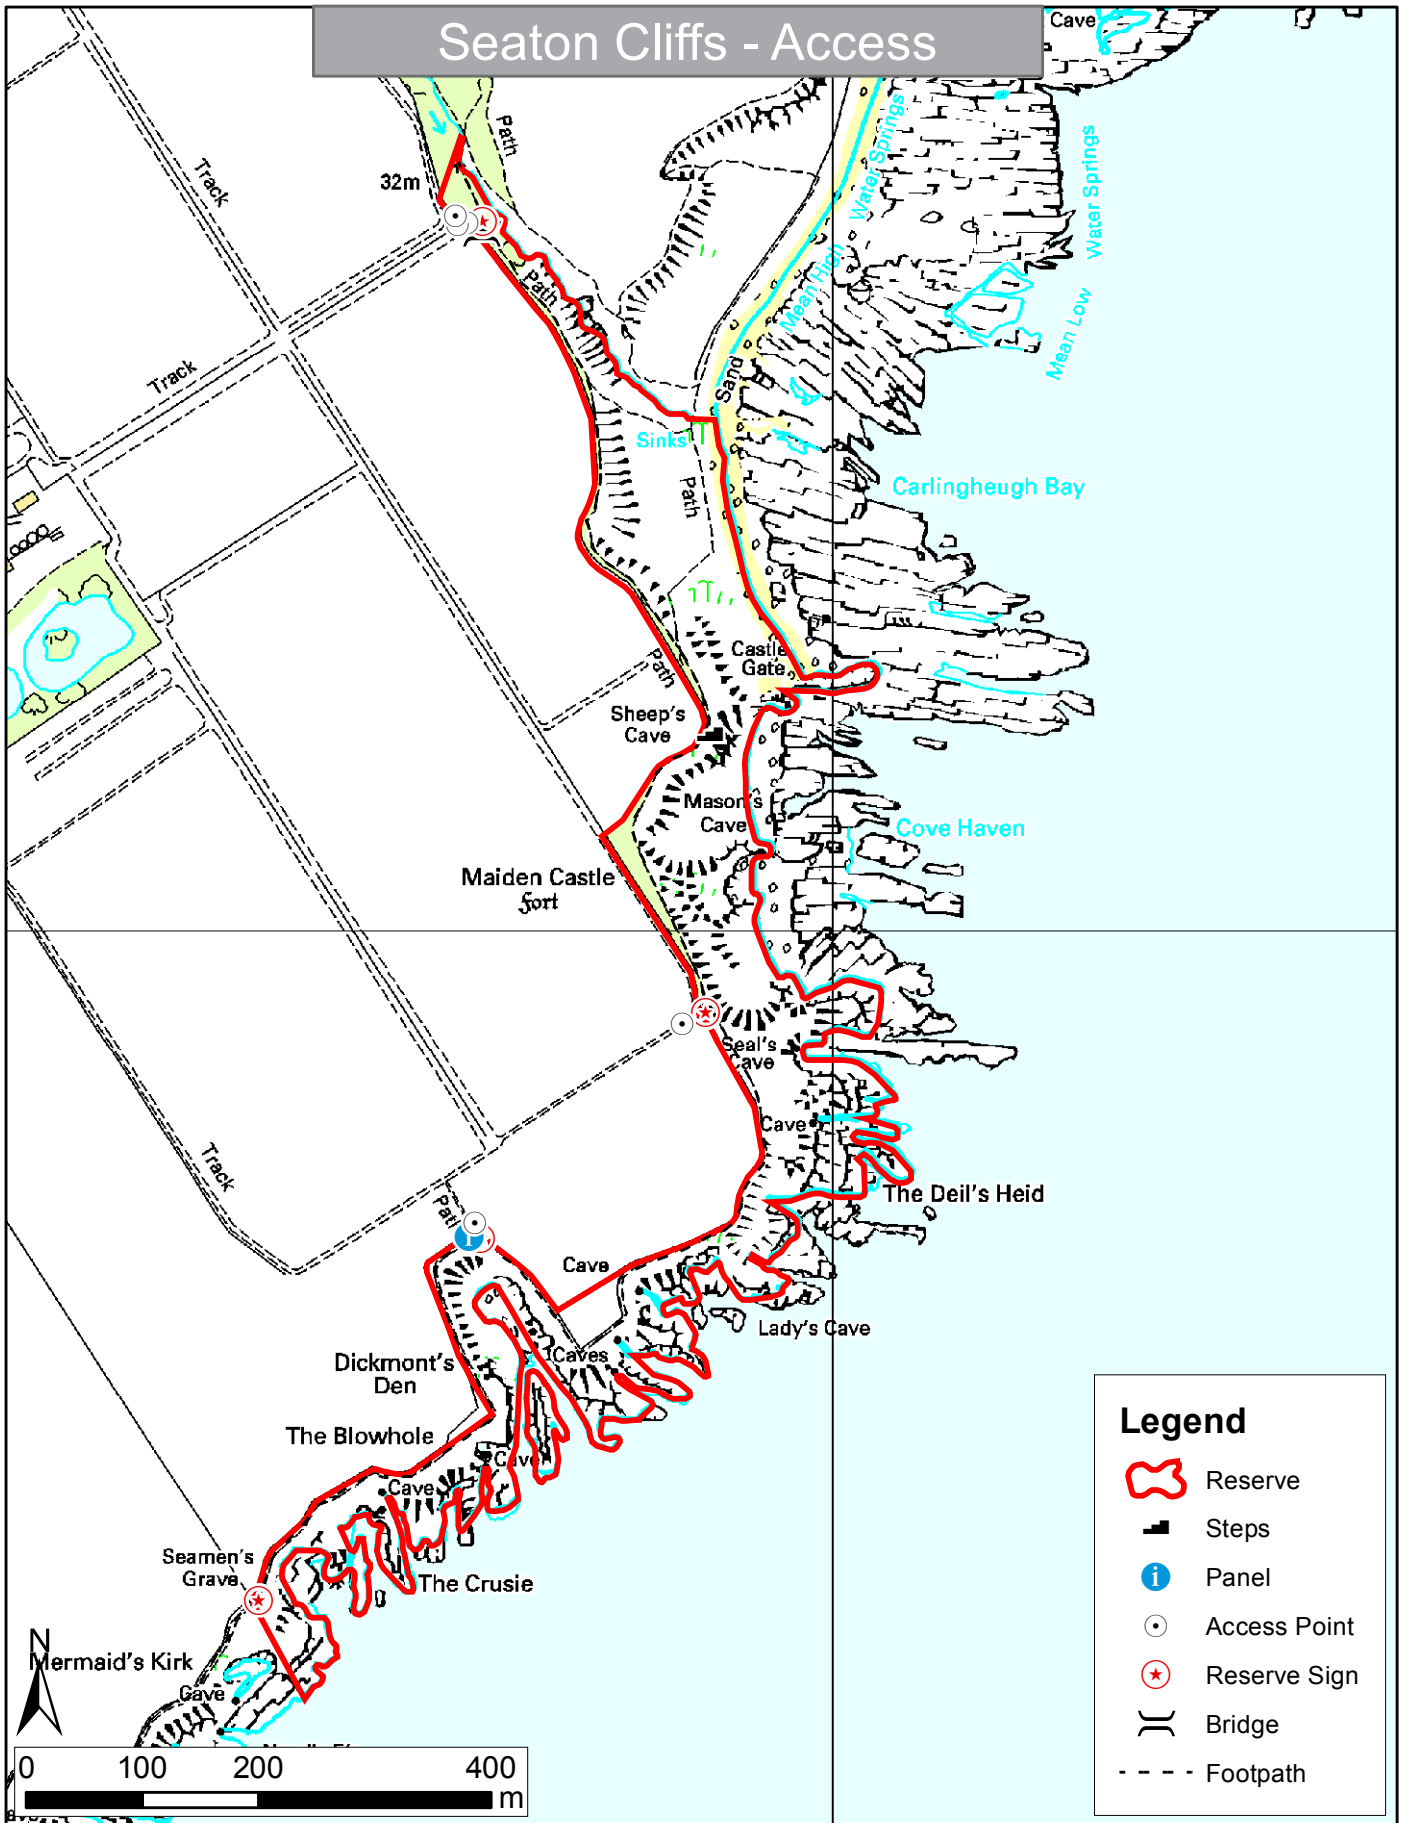 Seaton Cliffs - Access
Cave
Path
Water Springs
Water Springs
Track
32m
Path
Mean High
Mean Low
Track
Sand
Sinks
Path
Carlingheugh Bay
Castle
Gate
Path
Sheep's
Cave
Mason's
Cave
Cove Haven
Maiden Castle
Fort
Seal's
Cave
Cave
Track
The Deil's Heid
Path
Cave
Lady's Cave
Caves
Dickmont's
Den
The Blowhole
Cave
Cave
Seamen's
Grave
The Crusie
N
Mermaid's Kirk
Cave
0 100 200 400
m
Legend
Reserve
Steps
i Panel
Access Point
Reserve Sign
Bridge
Footpath